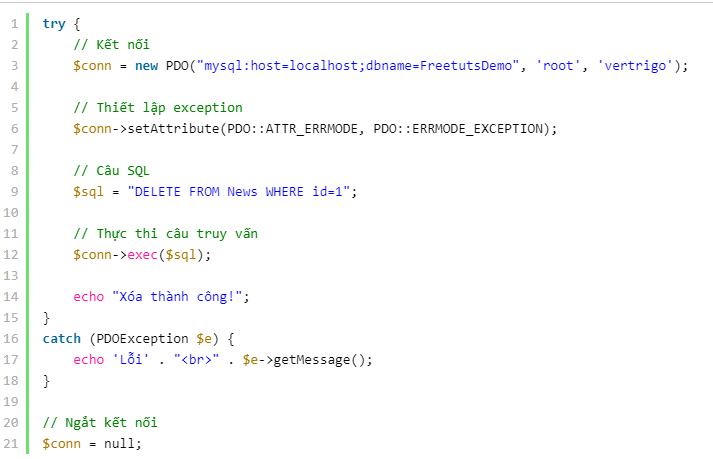 1 try {
2 // Kết nối
3 $conn = new PDO("mysql:host=localhost;dbname=FreetutsDemo", 'root', 'vertrigo');
4
5 // Thiết lập exception
6 $conn->setAttribute(PDO::ATTR_ERRMODE, PDO::ERRMODE_EXCEPTION);
7
8 // Câu SQL
9 $sql = "DELETE FROM News WHERE id=1";
10
11 // Thực thi câu truy vấn
12 $conn->exec($sql);
13
14 echo "Xóa thành công!";
15 }
16 catch (PDOException $e) {
17 echo 'Lỗi' . "<br>" . $e->getMessage();
18 }
19
20 // Ngắt kết nối
21 $conn = null;